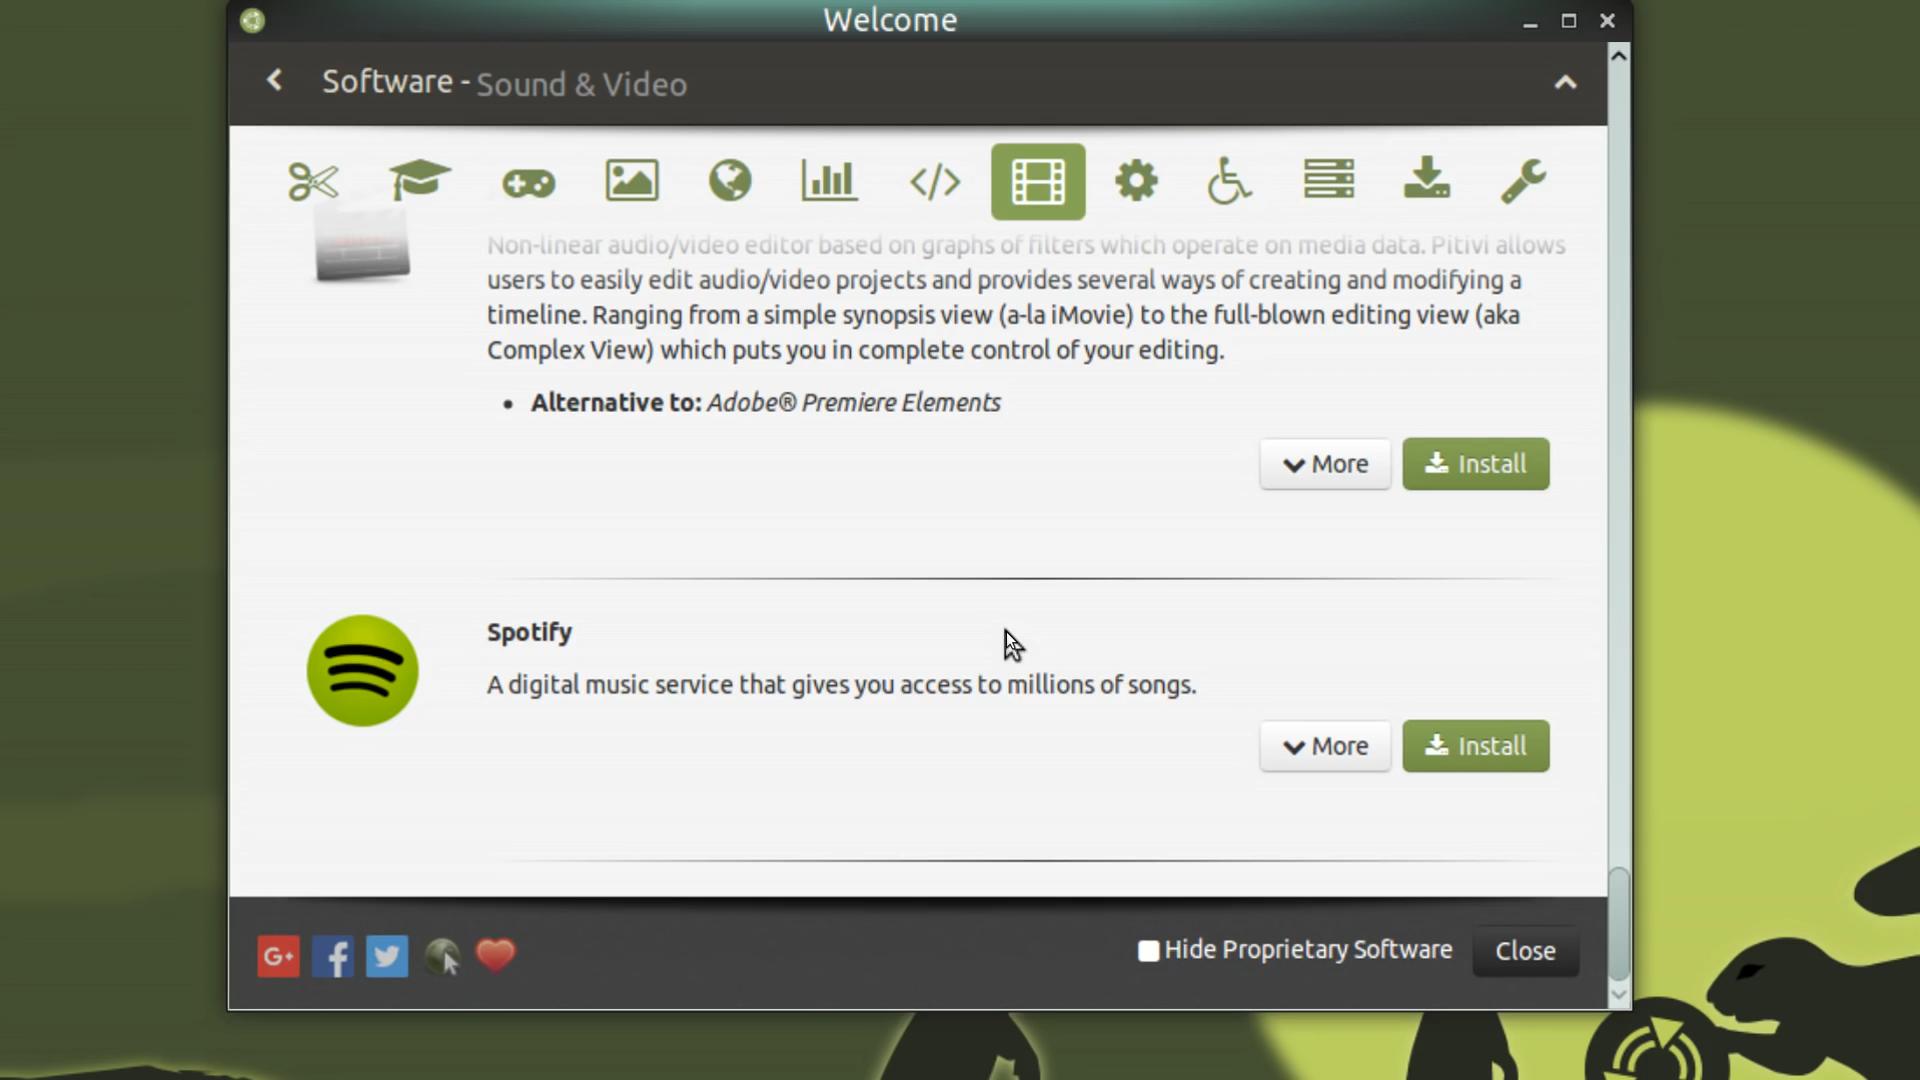 Welcome
Software - Sound & Video
Non-linear audio/video editor based on graphs of filters which operate on media data. Pitivi allows
users to easily edit audio/video projects and provides several ways of creating and modifying a
timeline. Ranging from a simple synopsis view (a-la iMovie) to the full-blown editing view (aka
Complex View) which puts you in complete control of your editing.
• Alternative to: Adobe® Premiere Elements
More Install
Spotify
A digital music service that gives you access to millions of songs.
More Install
G+ f Hide Proprietary Software Close